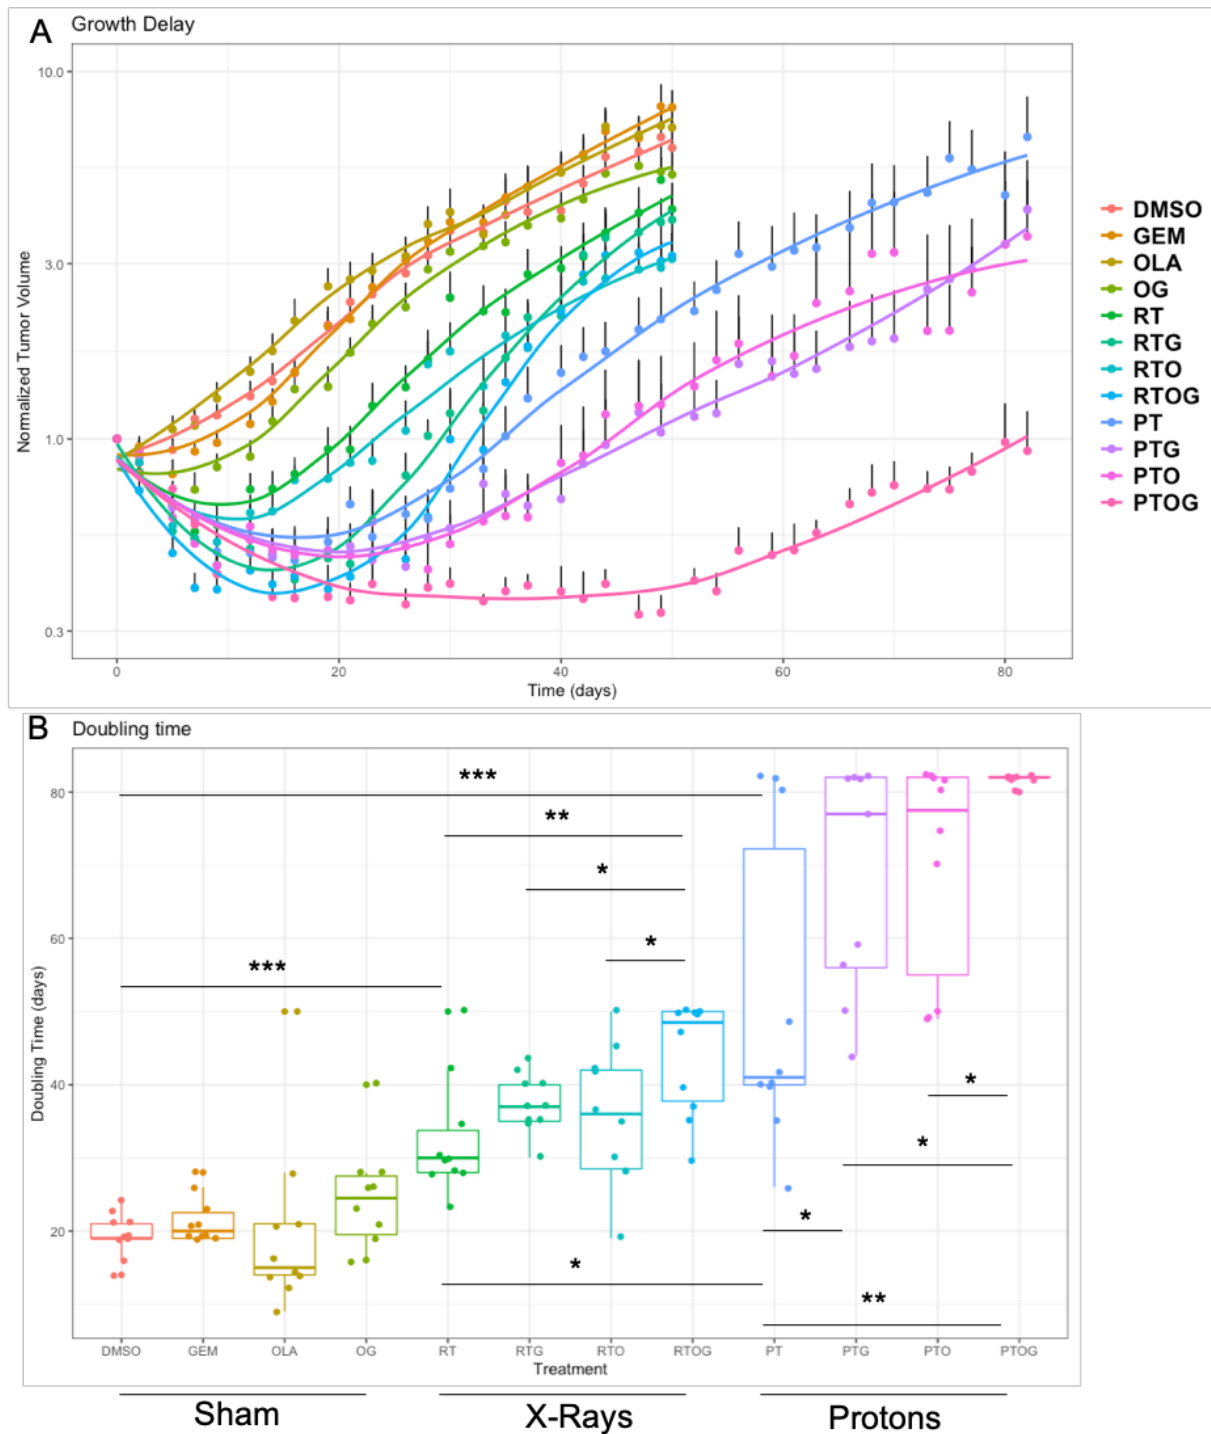 A Growth Delay
10.0
3.0
1.0
0.3
Normalized Tumor Volume
0 20 40 60 80
Time (days)
DMSO
GEM
OLA
OG
RT
RTG
RTO
RTOG
PT
PTG
PTO
PTOG
B Doubling time
80
60
40
20
Doubling Time (days)
***
**
*
*
***
*
*
*
*
**
DMSO GEM OLA OG RT RTG RTO RTOG PT PTG PTO PTOG
Treatment
Sham X-Rays Protons